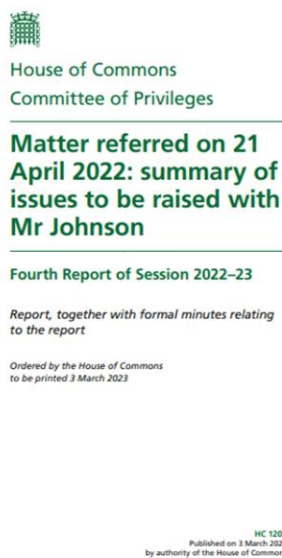 House of Commons
Committee of Privileges
Matter referred on 21
April 2022: summary of
issues to be raised with
Mr Johnson
Fourth Report of Session 2022–23
Report, together with formal minutes relating
to the report
Ordered by the House of Commons
to be printed 3 March 2023
HC 120
Published on 3 March 202
by authority of the House of Commor